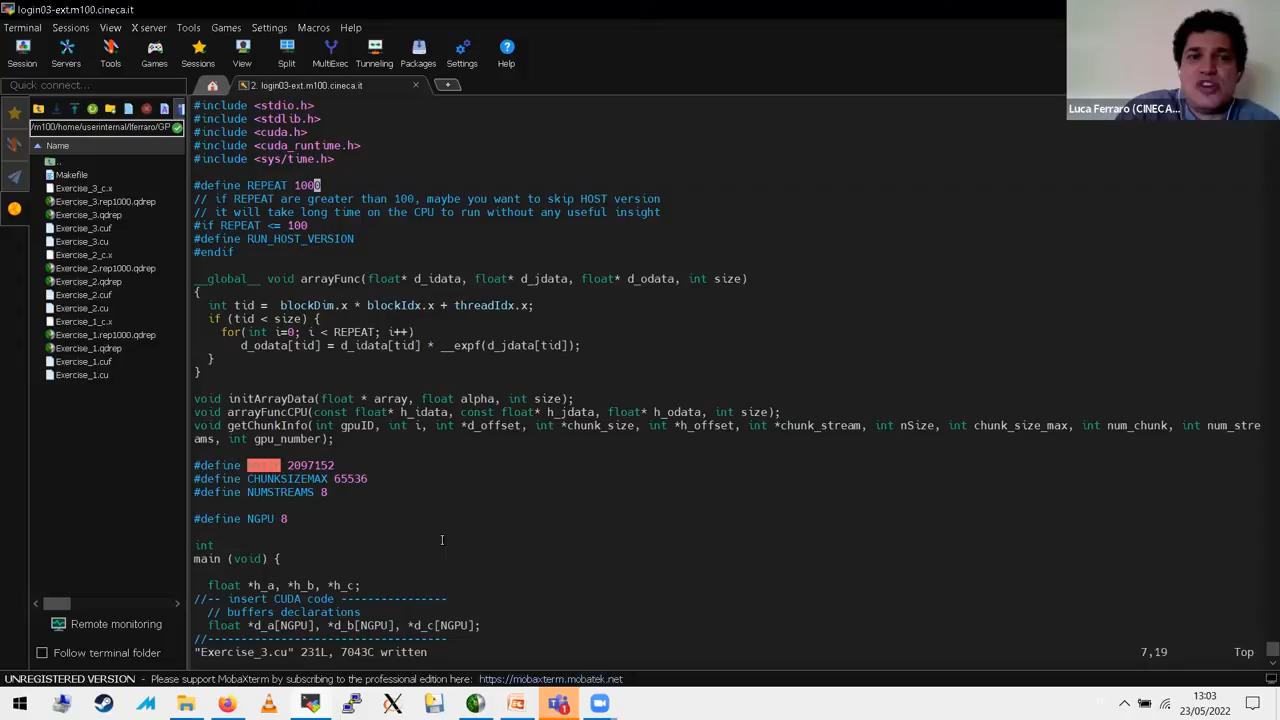 login03-ext.m100.cineca.it
Terminal Sessions View X server Tools Games Settings Macros Help
Session Servers Tools Games Sessions View Split MultiExec Tunneling Packages Settings Help
Quick connect...
2. login03-ext.m100.cineca.it
/m100/home/userinternal/lferraro/GP
Name
..
Makefile
Exercise_3_c.x
Exercise_3.rep1000.qdrep
Exercise_3.qdrep
Exercise_3.cuf
Exercise_3.cu
Exercise_2_c.x
Exercise_2.rep1000.qdrep
Exercise_2.qdrep
Exercise_2.cuf
Exercise_2.cu
Exercise_1_c.x
Exercise_1.rep1000.qdrep
Exercise_1.qdrep
Exercise_1.cuf
Exercise_1.cu
Remote monitoring
Follow terminal folder
#include <stdio.h>
#include <stdlib.h>
#include <cuda.h>
#include <cuda_runtime.h>
#include <sys/time.h>
#define REPEAT 1000
// if REPEAT are greater than 100, maybe you want to skip HOST version
// it will take long time on the CPU to run without any useful insight
#if REPEAT <= 100
#define RUN_HOST_VERSION
#endif
__global__ void arrayFunc(float* d_idata, float* d_jdata, float* d_odata, int size)
{
int tid = blockDim.x * blockIdx.x + threadIdx.x;
if (tid < size) {
for(int i=0; i < REPEAT; i++)
d_odata[tid] = d_idata[tid] * __expf(d_jdata[tid]);
}
}
void initArrayData(float * array, float alpha, int size);
void arrayFuncCPU(const float* h_idata, const float* h_jdata, float* h_odata, int size);
void getChunkInfo(int gpuID, int i, int *d_offset, int *chunk_size, int *h_offset, int *chunk_stream, int nSize, int chunk_size_max, int num_chunk, int num_stre
ams, int gpu_number);
#define 2097152
#define CHUNKSIZEMAX 65536
#define NUMSTREAMS 8
#define NGPU 8
int
main (void) {
float *h_a, *h_b, *h_c;
//-- insert CUDA code ----------------
// buffers declarations
float *d_a[NGPU], *d_b[NGPU], *d_c[NGPU];
//------------------------------------
"Exercise_3.cu" 231L, 7043C written 7,19 Top
Luca Ferraro (CINECA...
UNREGISTERED VERSION - Please support MobaXterm by subscribing to the professional edition here: https://mobaxterm.mobatek.net
13:03
23/05/2022